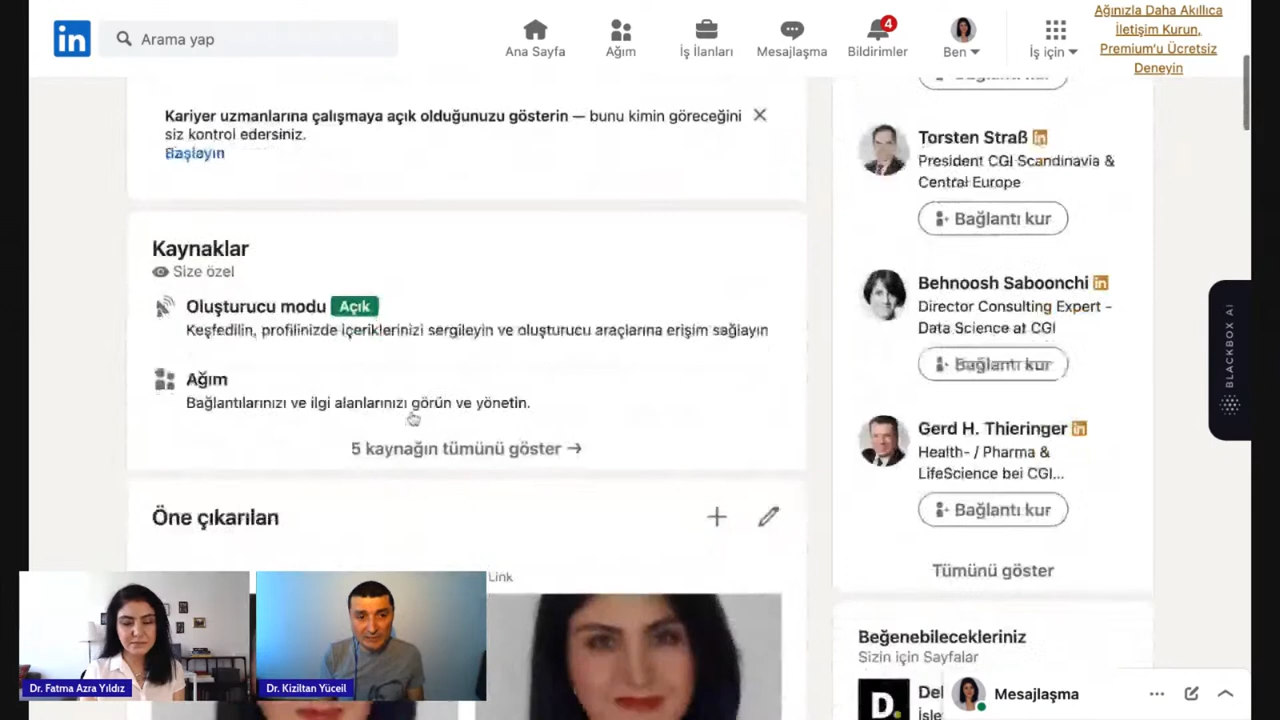 in
Arama yap
Ana Sayfa
Ağım
İş İlanları
Mesajlaşma
4
Bildirimler
Ben
İş için
Ağınızla Daha Akıllıca
İletişim Kurun,
Premium'u Ücretsiz
Deneyin
Kariyer uzmanlarına çalışmaya açık olduğunuzu gösterin — bunu kimin göreceğini
siz kontrol edersiniz.
Başlayın
Kaynaklar
Size özel
Oluşturucu modu Açık
Keşfedilin, profilinizde içeriklerinizi sergileyin ve oluşturucu araçlarına erişim sağlayın
Ağım
Bağlantılarınızı ve ilgi alanlarınızı görün ve yönetin.
5 kaynağın tümünü göster →
Öne çıkarılan
Link
Bağlantı kur
Torsten Straß in
President CGI Scandinavia &
Central Europe
Bağlantı kur
Behnoosh Saboonchi in
Director Consulting Expert -
Data Science at CGI
Bağlantı kur
Gerd H. Thieringer in
Health- / Pharma &
LifeScience bei CGI...
Bağlantı kur
Tümünü göster
Beğenebilecekleriniz
Sizin için Sayfalar
D.
Mesajlaşma
BLACKBOX AI
Dr. Fatma Azra Yıldız
Dr. Kiziltan Yüceil